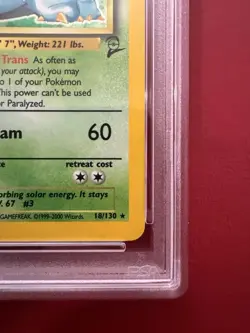 ' 7", Weight: 221 lbs.
Trans As often as
your attack), you may
to 1 of your Pokémon
This power can't be used
or Paralyzed.
am 60
retreat cost
orbing solar energy. It stays
V. 67 #3
GAMEFREAK. ©1999-2000 Wizards. 18/130 ★